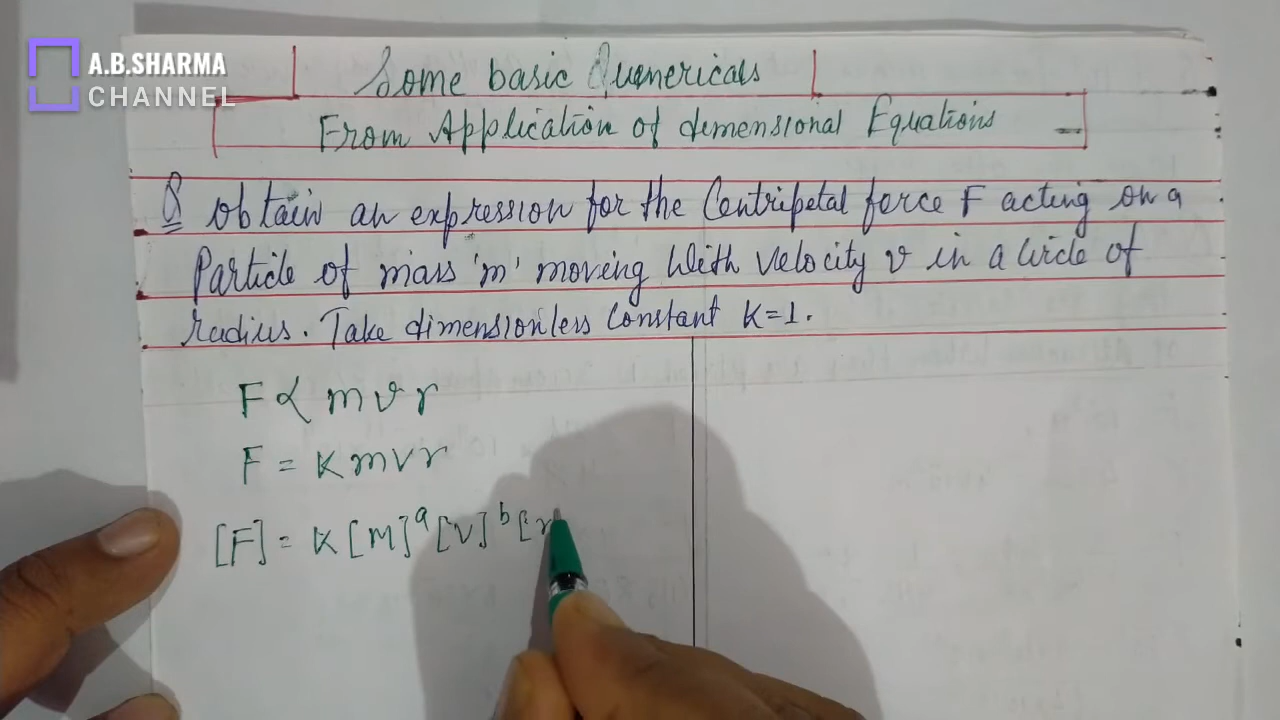 A.B.SHARMA
CHANNEL
Some basic Qumericals
From Application of dimensional Equations
Q obtain an expression for the Centripetal force F acting on a
Particle of mass 'm' moving With velocity v in a Circle of
radius. Take dimensionless Constant K=1.
F ∝ m v r
F = K m v r
[F] = K [M]^a [V]^b [r